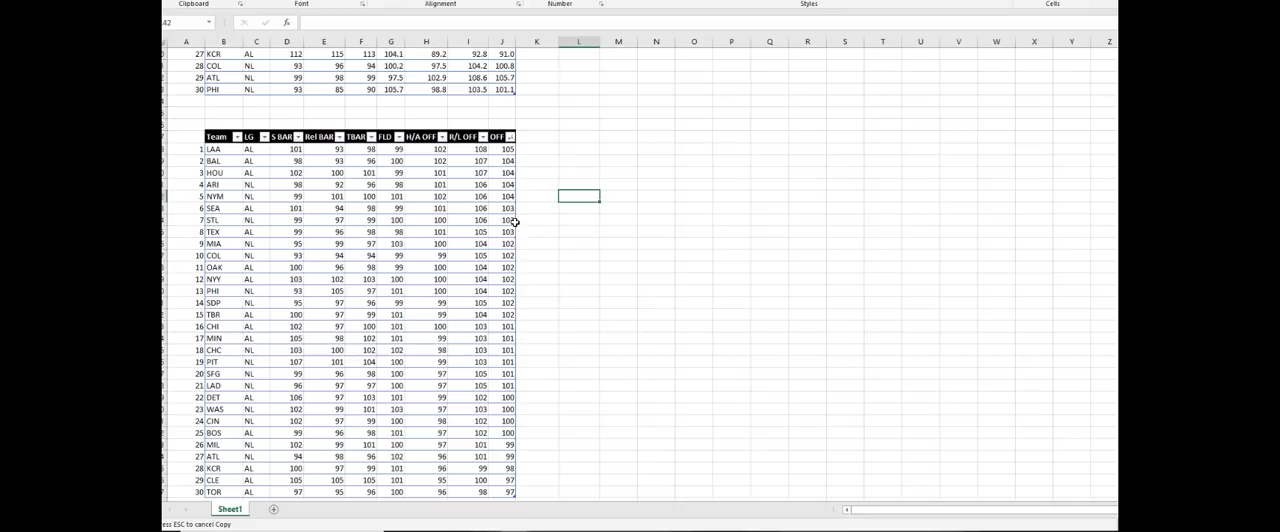 Clipboard Font Alignment Number Styles Cells
fx
A B C D E F G H I J K L M N O P Q R S T U V W X Y Z
27 KCR AL 112 115 113 104.1 89.2 92.8 91.0
28 COL NL 93 96 94 100.2 97.5 104.2 100.8
29 ATL NL 99 98 99 97.5 102.9 108.6 105.7
30 PHI NL 93 85 90 105.7 98.8 103.5 101.1
Team LG S BAR Rel BAR TBAR FLD H/A OFF R/L OFF OFF
1 LAA AL 101 93 98 99 102 108 105
2 BAL AL 98 93 96 100 102 107 104
3 HOU AL 102 100 101 99 101 107 104
4 ARI NL 98 92 96 98 101 106 104
5 NYM NL 99 101 100 101 102 106 104
6 SEA AL 101 94 98 99 101 106 103
7 STL NL 99 97 99 100 100 106
8 TEX AL 99 96 98 98 101 105 103
9 MIA NL 95 99 97 103 100 104 102
10 COL NL 93 94 94 99 99 105 102
11 OAK AL 100 96 98 99 100 104 102
12 NYY AL 103 102 103 100 100 104 102
13 PHI NL 93 105 97 101 100 104 102
14 SDP NL 95 97 96 99 99 105 102
15 TBR AL 100 97 99 101 99 104 102
16 CHI AL 102 97 100 101 100 103 101
17 MIN AL 105 98 102 101 99 103 101
18 CHC NL 103 100 102 102 98 103 101
19 PIT NL 107 101 104 100 99 103 101
20 SFG NL 99 96 98 100 97 105 101
21 LAD NL 96 97 97 100 97 105 101
22 DET AL 106 97 103 101 99 102 100
23 WAS NL 102 99 101 103 97 103 100
24 CIN NL 102 97 99 100 98 102 100
25 BOS AL 99 96 98 101 97 102 100
26 MIL NL 102 99 101 100 97 101 99
27 ATL NL 94 98 96 102 96 101 99
28 KCR AL 100 97 99 101 96 99 98
29 CLE AL 105 105 105 101 95 100 97
30 TOR AL 97 95 96 100 96 98 97
Sheet1
ESC to cancel Copy